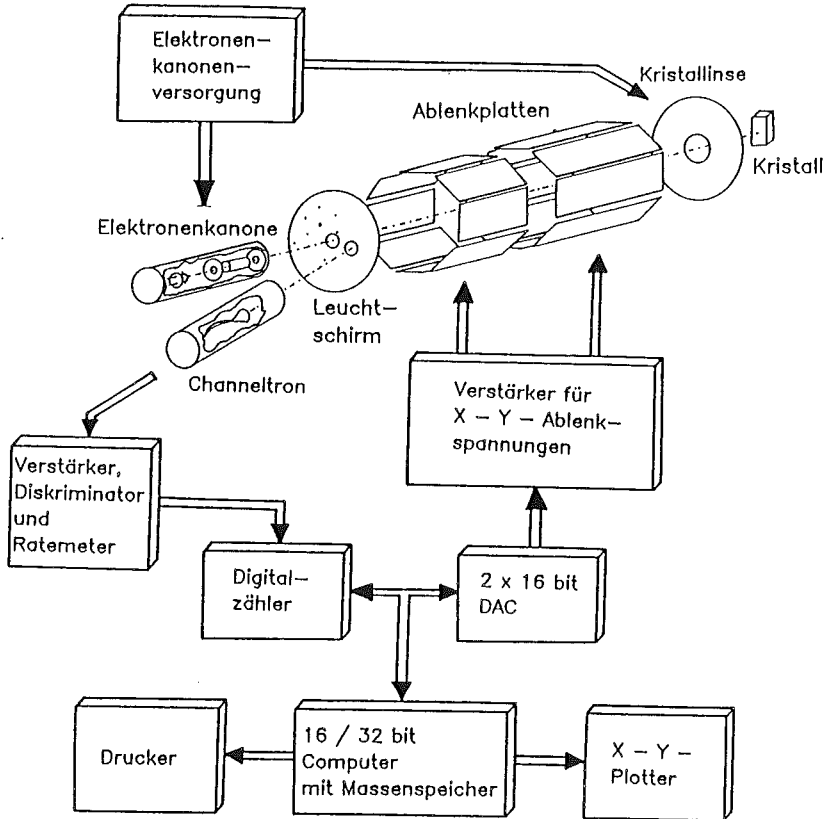 Elektronen-
kanonen-
versorgung
Kristallinse
Ablenkplatten
Kristall
Elektronenkanone
Leucht-
schirm
Channeltron
Verstärker für
X - Y - Ablenk-
spannungen
Verstärker,
Diskriminator
und
Ratemeter
Digital-
zähler
2 x 16 bit
DAC
Drucker
16 / 32 bit
Computer
mit Massenspeicher
X - Y -
Plotter